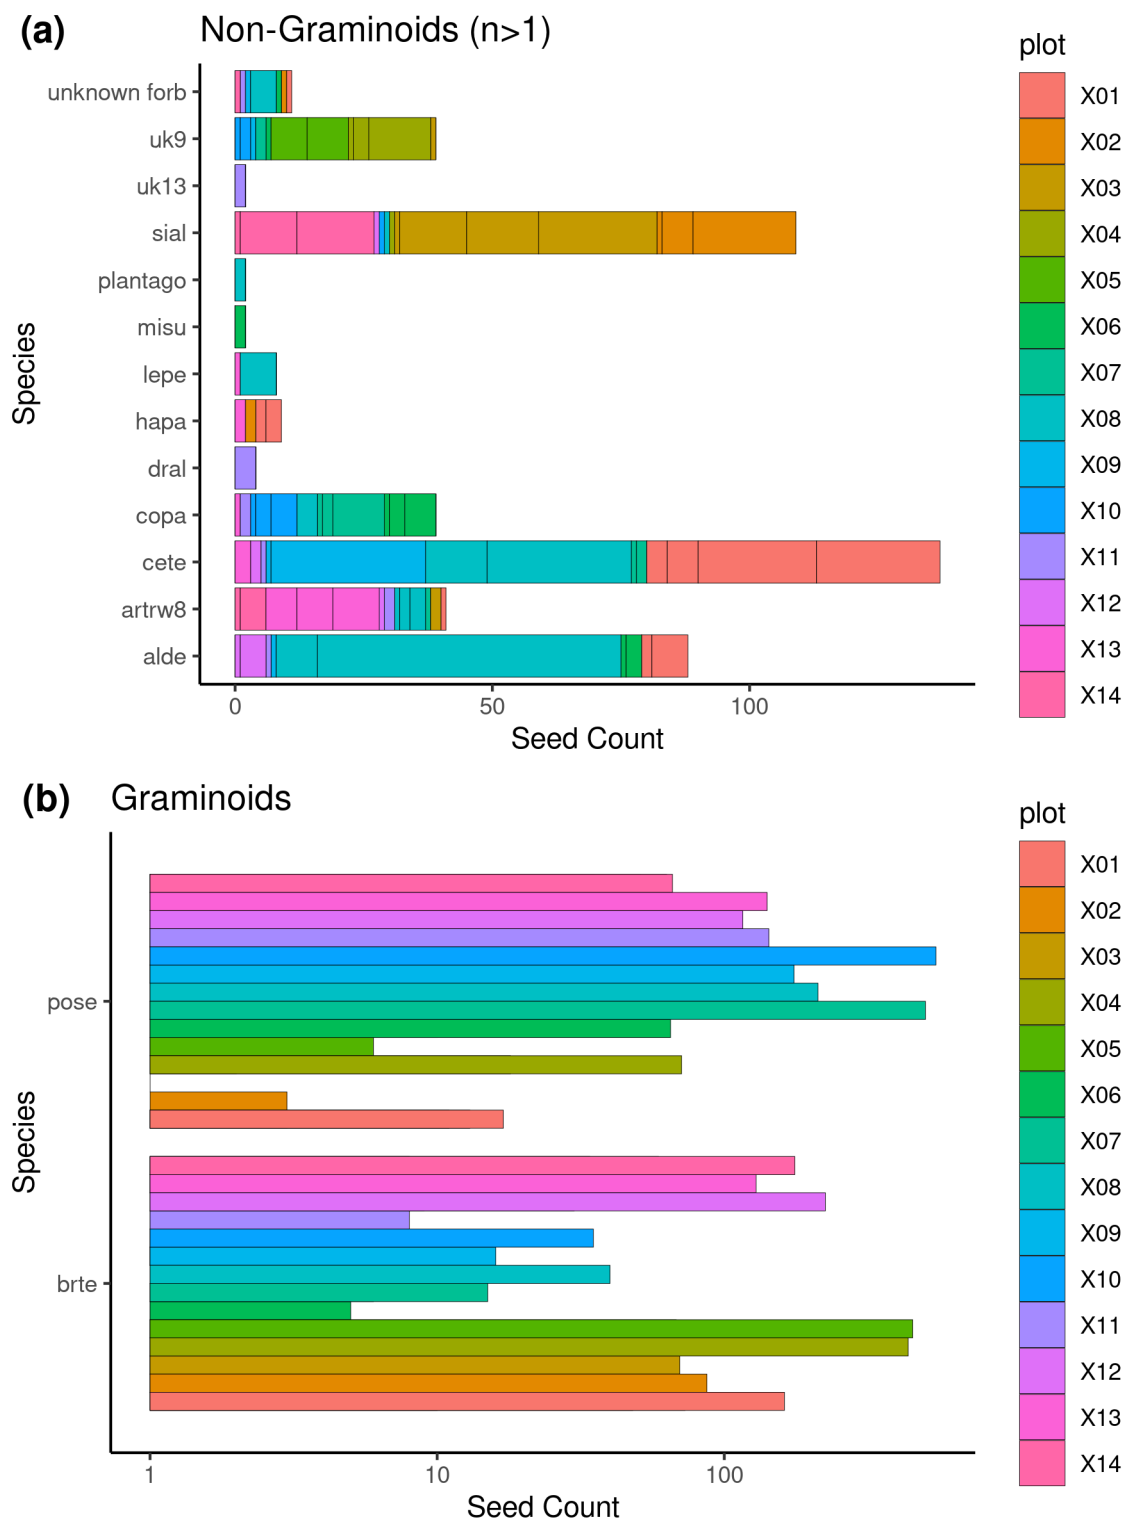 (a) Non-Graminoids (n>1)
Species
unknown forb
uk9
uk13
sial
plantago
misu
lepe
hapa
dral
copa
cete
artrw8
alde
0 50 100
Seed Count
plot
X01
X02
X03
X04
X05
X06
X07
X08
X09
X10
X11
X12
X13
X14
(b) Graminoids
Species
pose
brte
1 10 100
Seed Count
plot
X01
X02
X03
X04
X05
X06
X07
X08
X09
X10
X11
X12
X13
X14